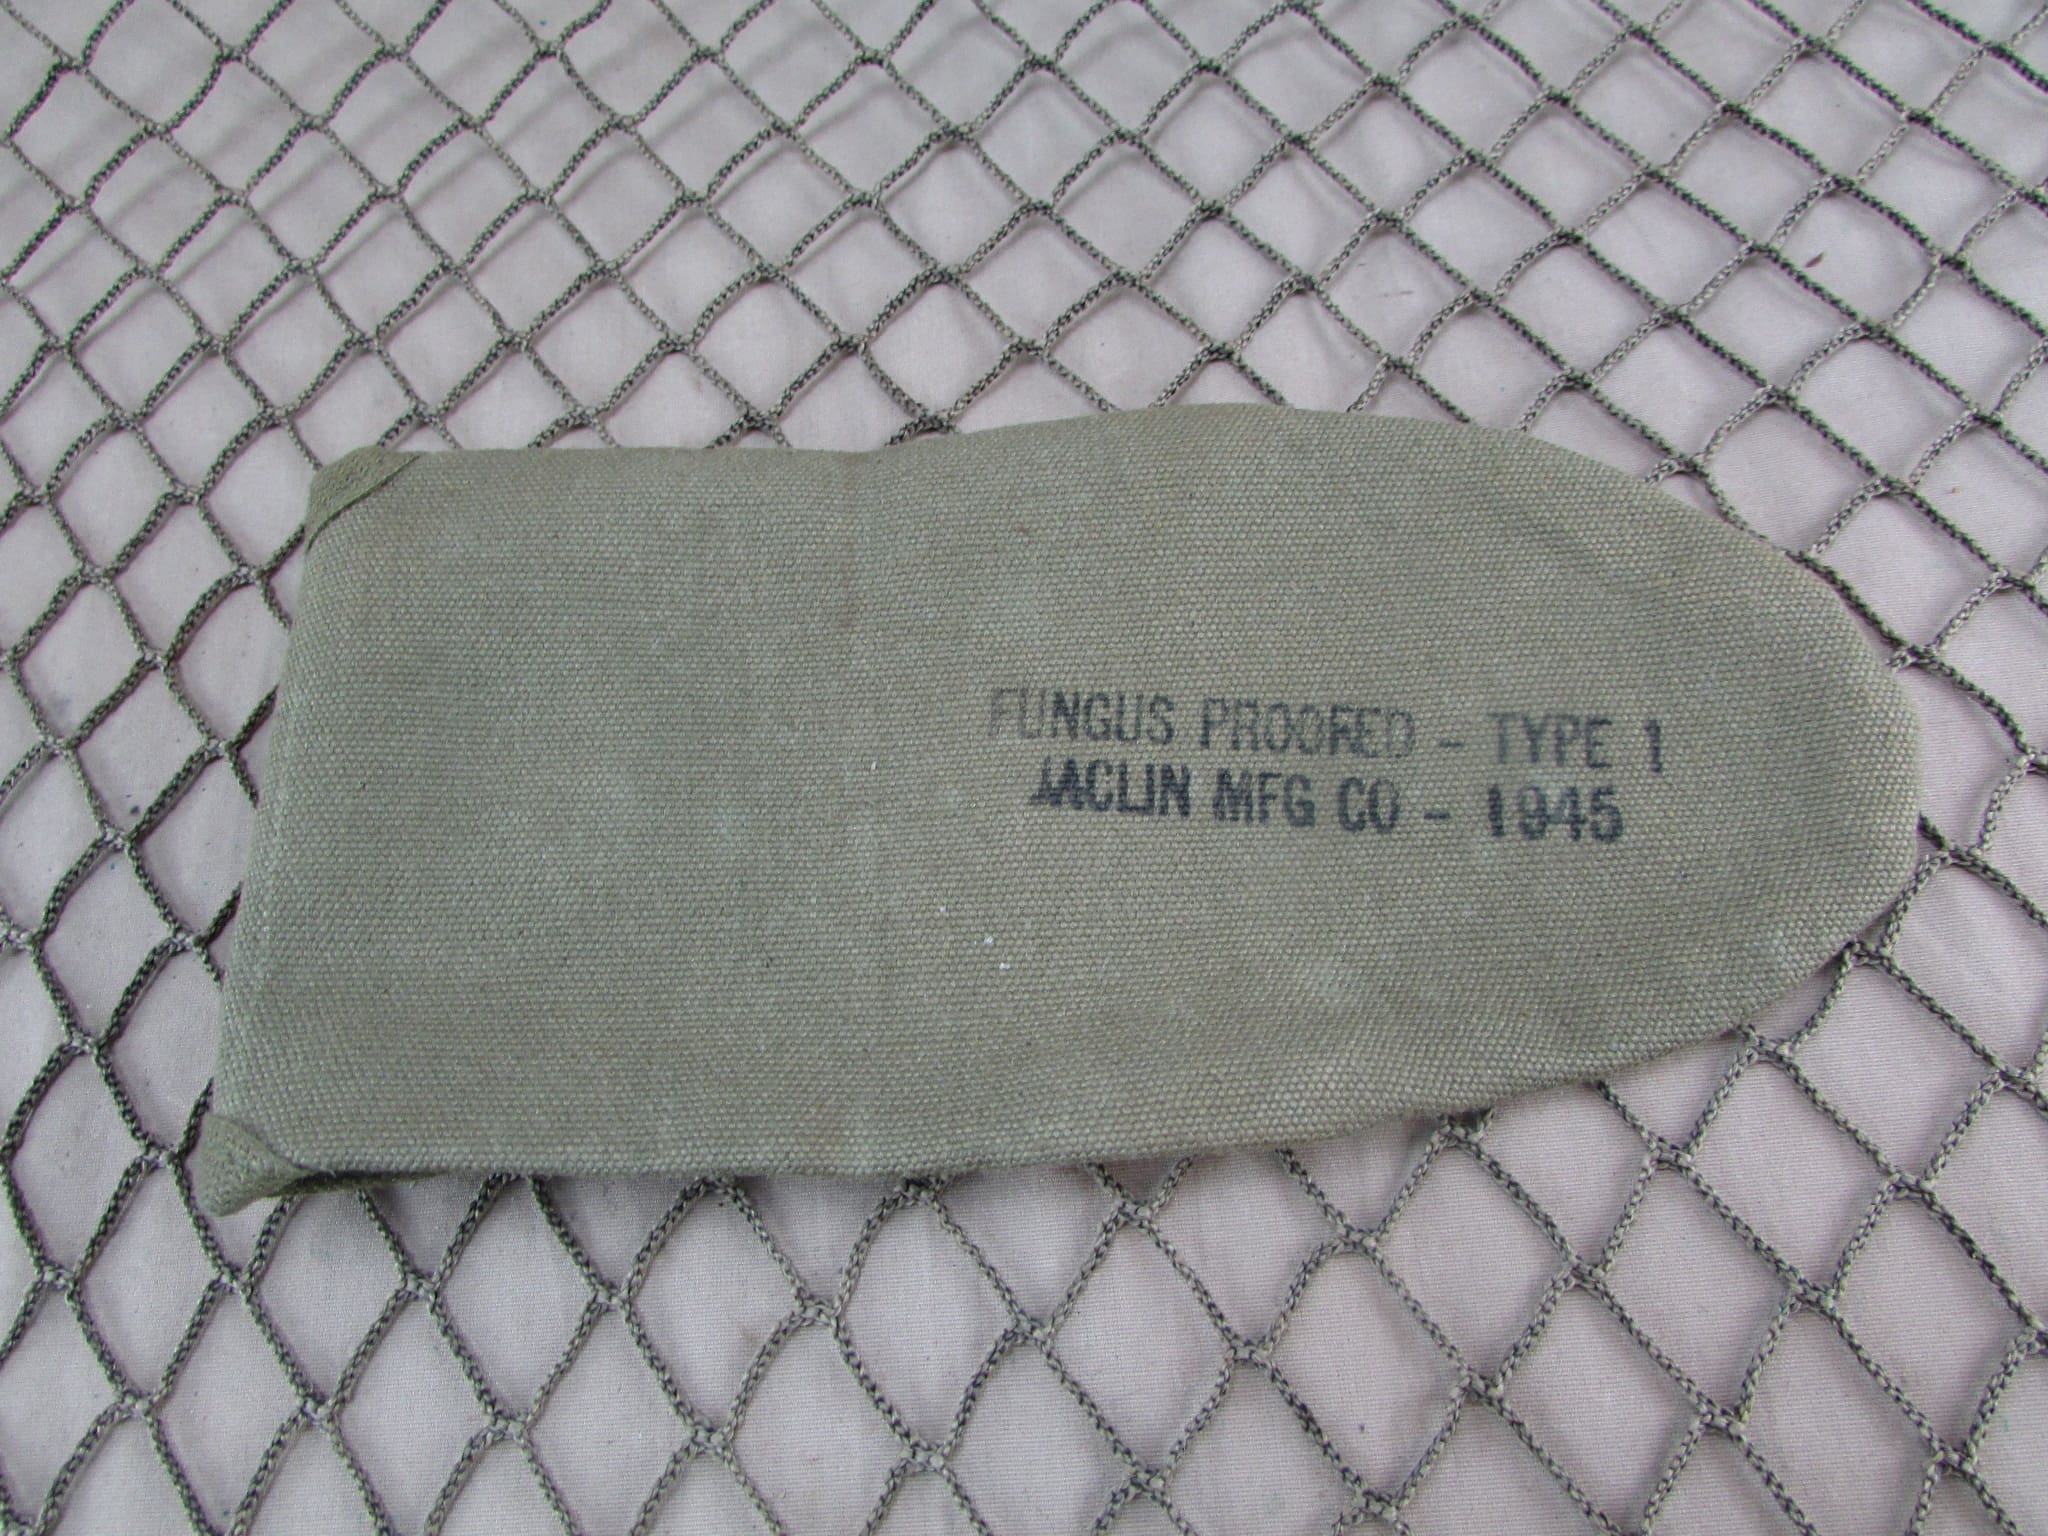 FUNGUS PROOFED - TYPE 1
JACLIN MFG CO - 1945